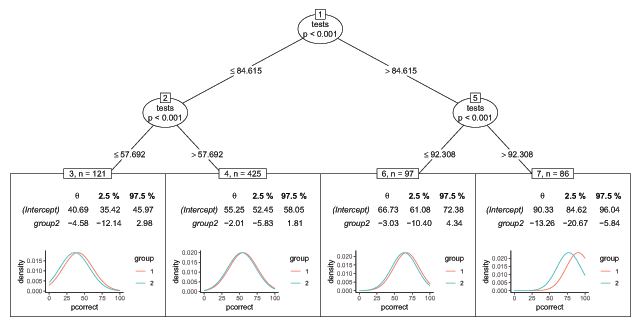 1
tests
p < 0.001
≤ 84.615
> 84.615
2
tests
p < 0.001
5
tests
p < 0.001
≤ 57.692
> 57.692
≤ 92.308
> 92.308
3, n = 121
θ 2.5 % 97.5 %
(Intercept) 40.69 35.42 45.97
group2 −4.58 −12.14 2.98
density
0.015
0.010
0.005
0.000
0 25 50 75 100
pcorrect
group
1
2
4, n = 425
θ 2.5 % 97.5 %
(Intercept) 55.25 52.45 58.05
group2 −2.01 −5.83 1.81
density
0.020
0.015
0.010
0.005
0.000
0 25 50 75 100
pcorrect
group
1
2
6, n = 97
θ 2.5 % 97.5 %
(Intercept) 66.73 61.08 72.38
group2 −3.03 −10.40 4.34
density
0.020
0.015
0.010
0.005
0.000
0 25 50 75 100
pcorrect
group
1
2
7, n = 86
θ 2.5 % 97.5 %
(Intercept) 90.33 84.62 96.04
group2 −13.26 −20.67 −5.84
density
0.020
0.015
0.010
0.005
0.000
0 25 50 75 100
pcorrect
group
1
2